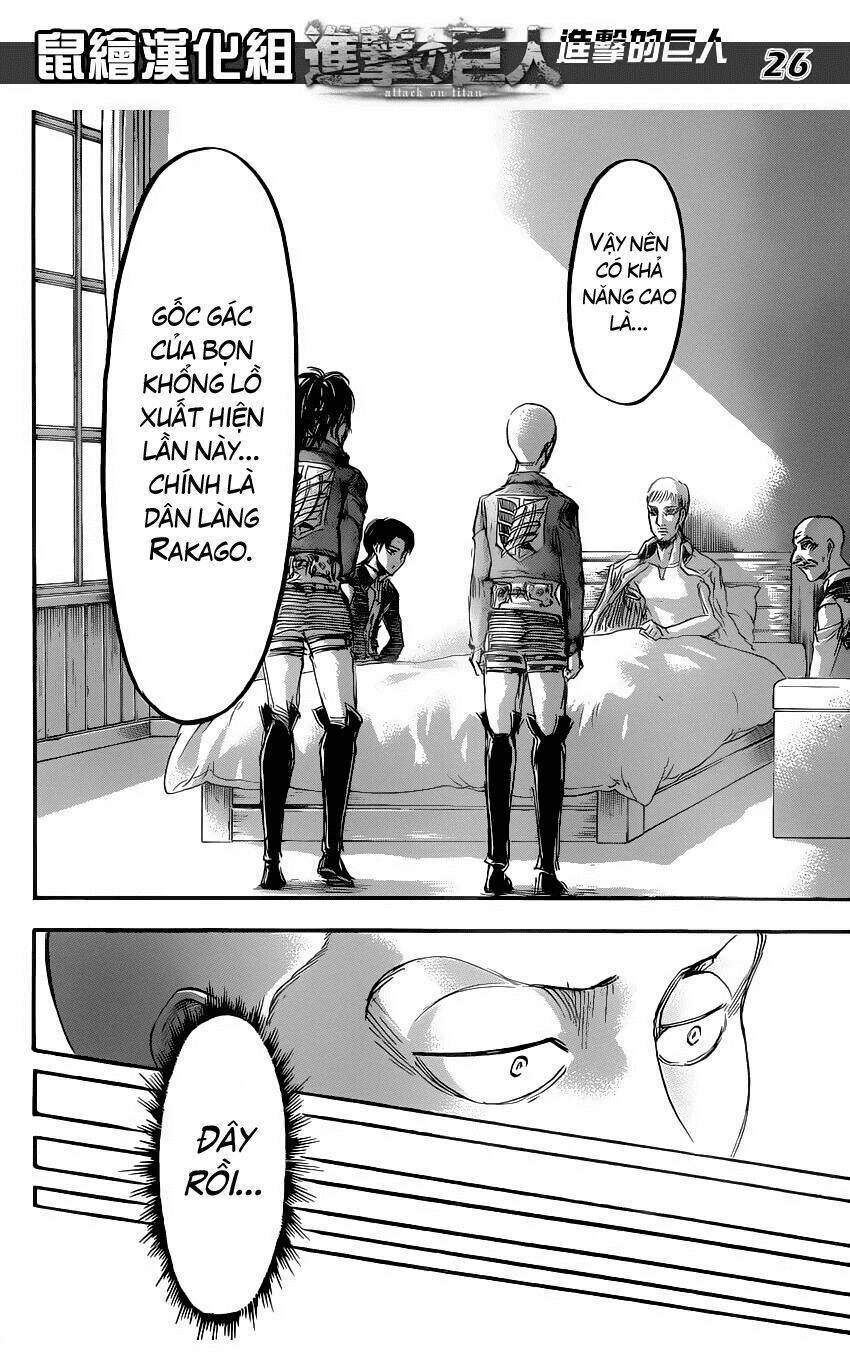 鼠繪漢化組 進撃の巨人 進擊的巨人 26
attack on titan
Vậy nên
có khả
năng cao
là...
gốc gác
của bọn
khổng lồ
xuất hiện
lần này...
chính là
dân làng
Rakago.
Đây
rồi...